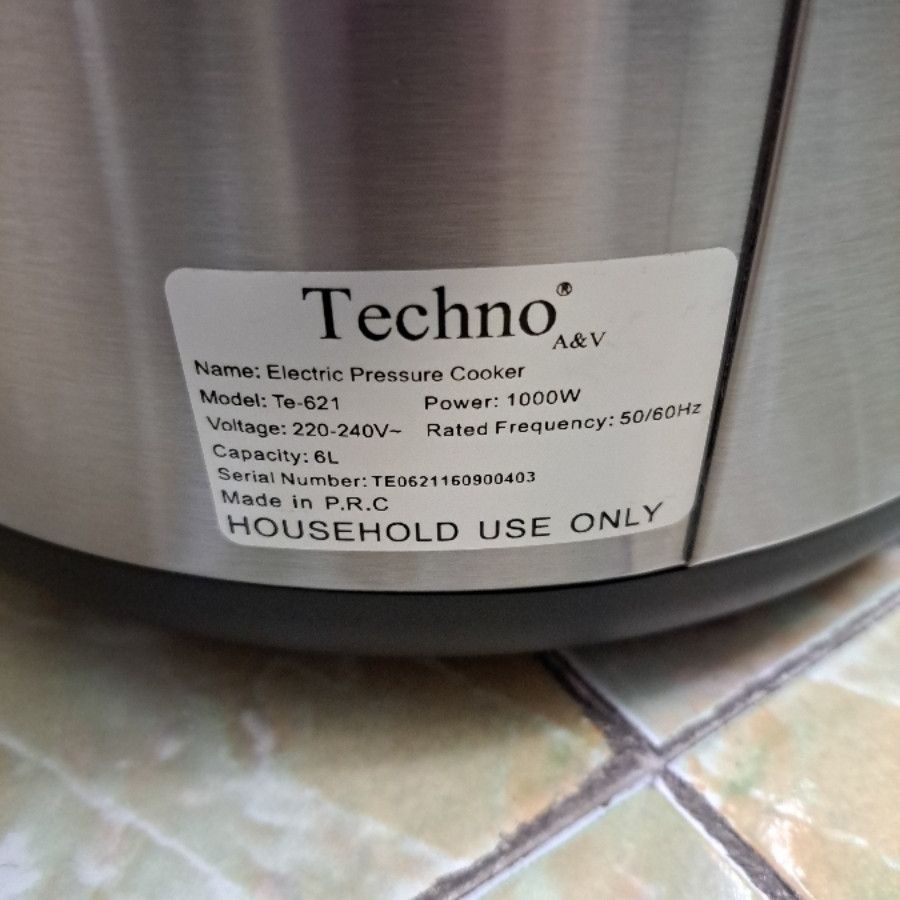 Techno®
A&V
Name: Electric Pressure Cooker
Model: Te-621 Power: 1000W
Voltage: 220-240V~ Rated Frequency: 50/60Hz
Capacity: 6L
Serial Number: TE0621160900403
Made in P.R.C
HOUSEHOLD USE ONLY